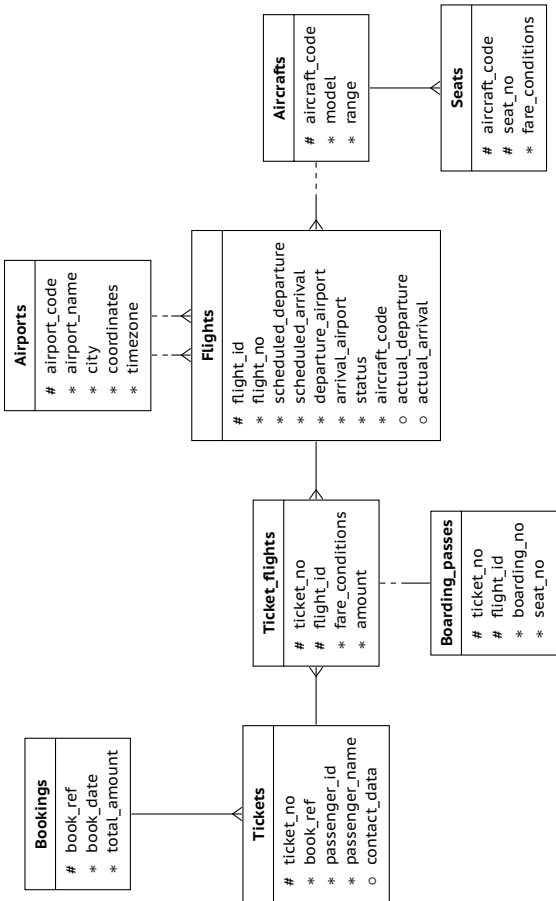 Bookings
# book_ref
* book_date
* total_amount
Airports
# airport_code
* airport_name
* city
* coordinates
* timezone
Aircrafts
# aircraft_code
* model
* range
Tickets
# ticket_no
* book_ref
* passenger_id
* passenger_name
○ contact_data
Ticket_flights
# ticket_no
# flight_id
* fare_conditions
* amount
Flights
# flight_id
* flight_no
* scheduled_departure
* scheduled_arrival
* departure_airport
* arrival_airport
* status
* aircraft_code
○ actual_departure
○ actual_arrival
Seats
# aircraft_code
# seat_no
* fare_conditions
Boarding_passes
# ticket_no
# flight_id
* boarding_no
* seat_no